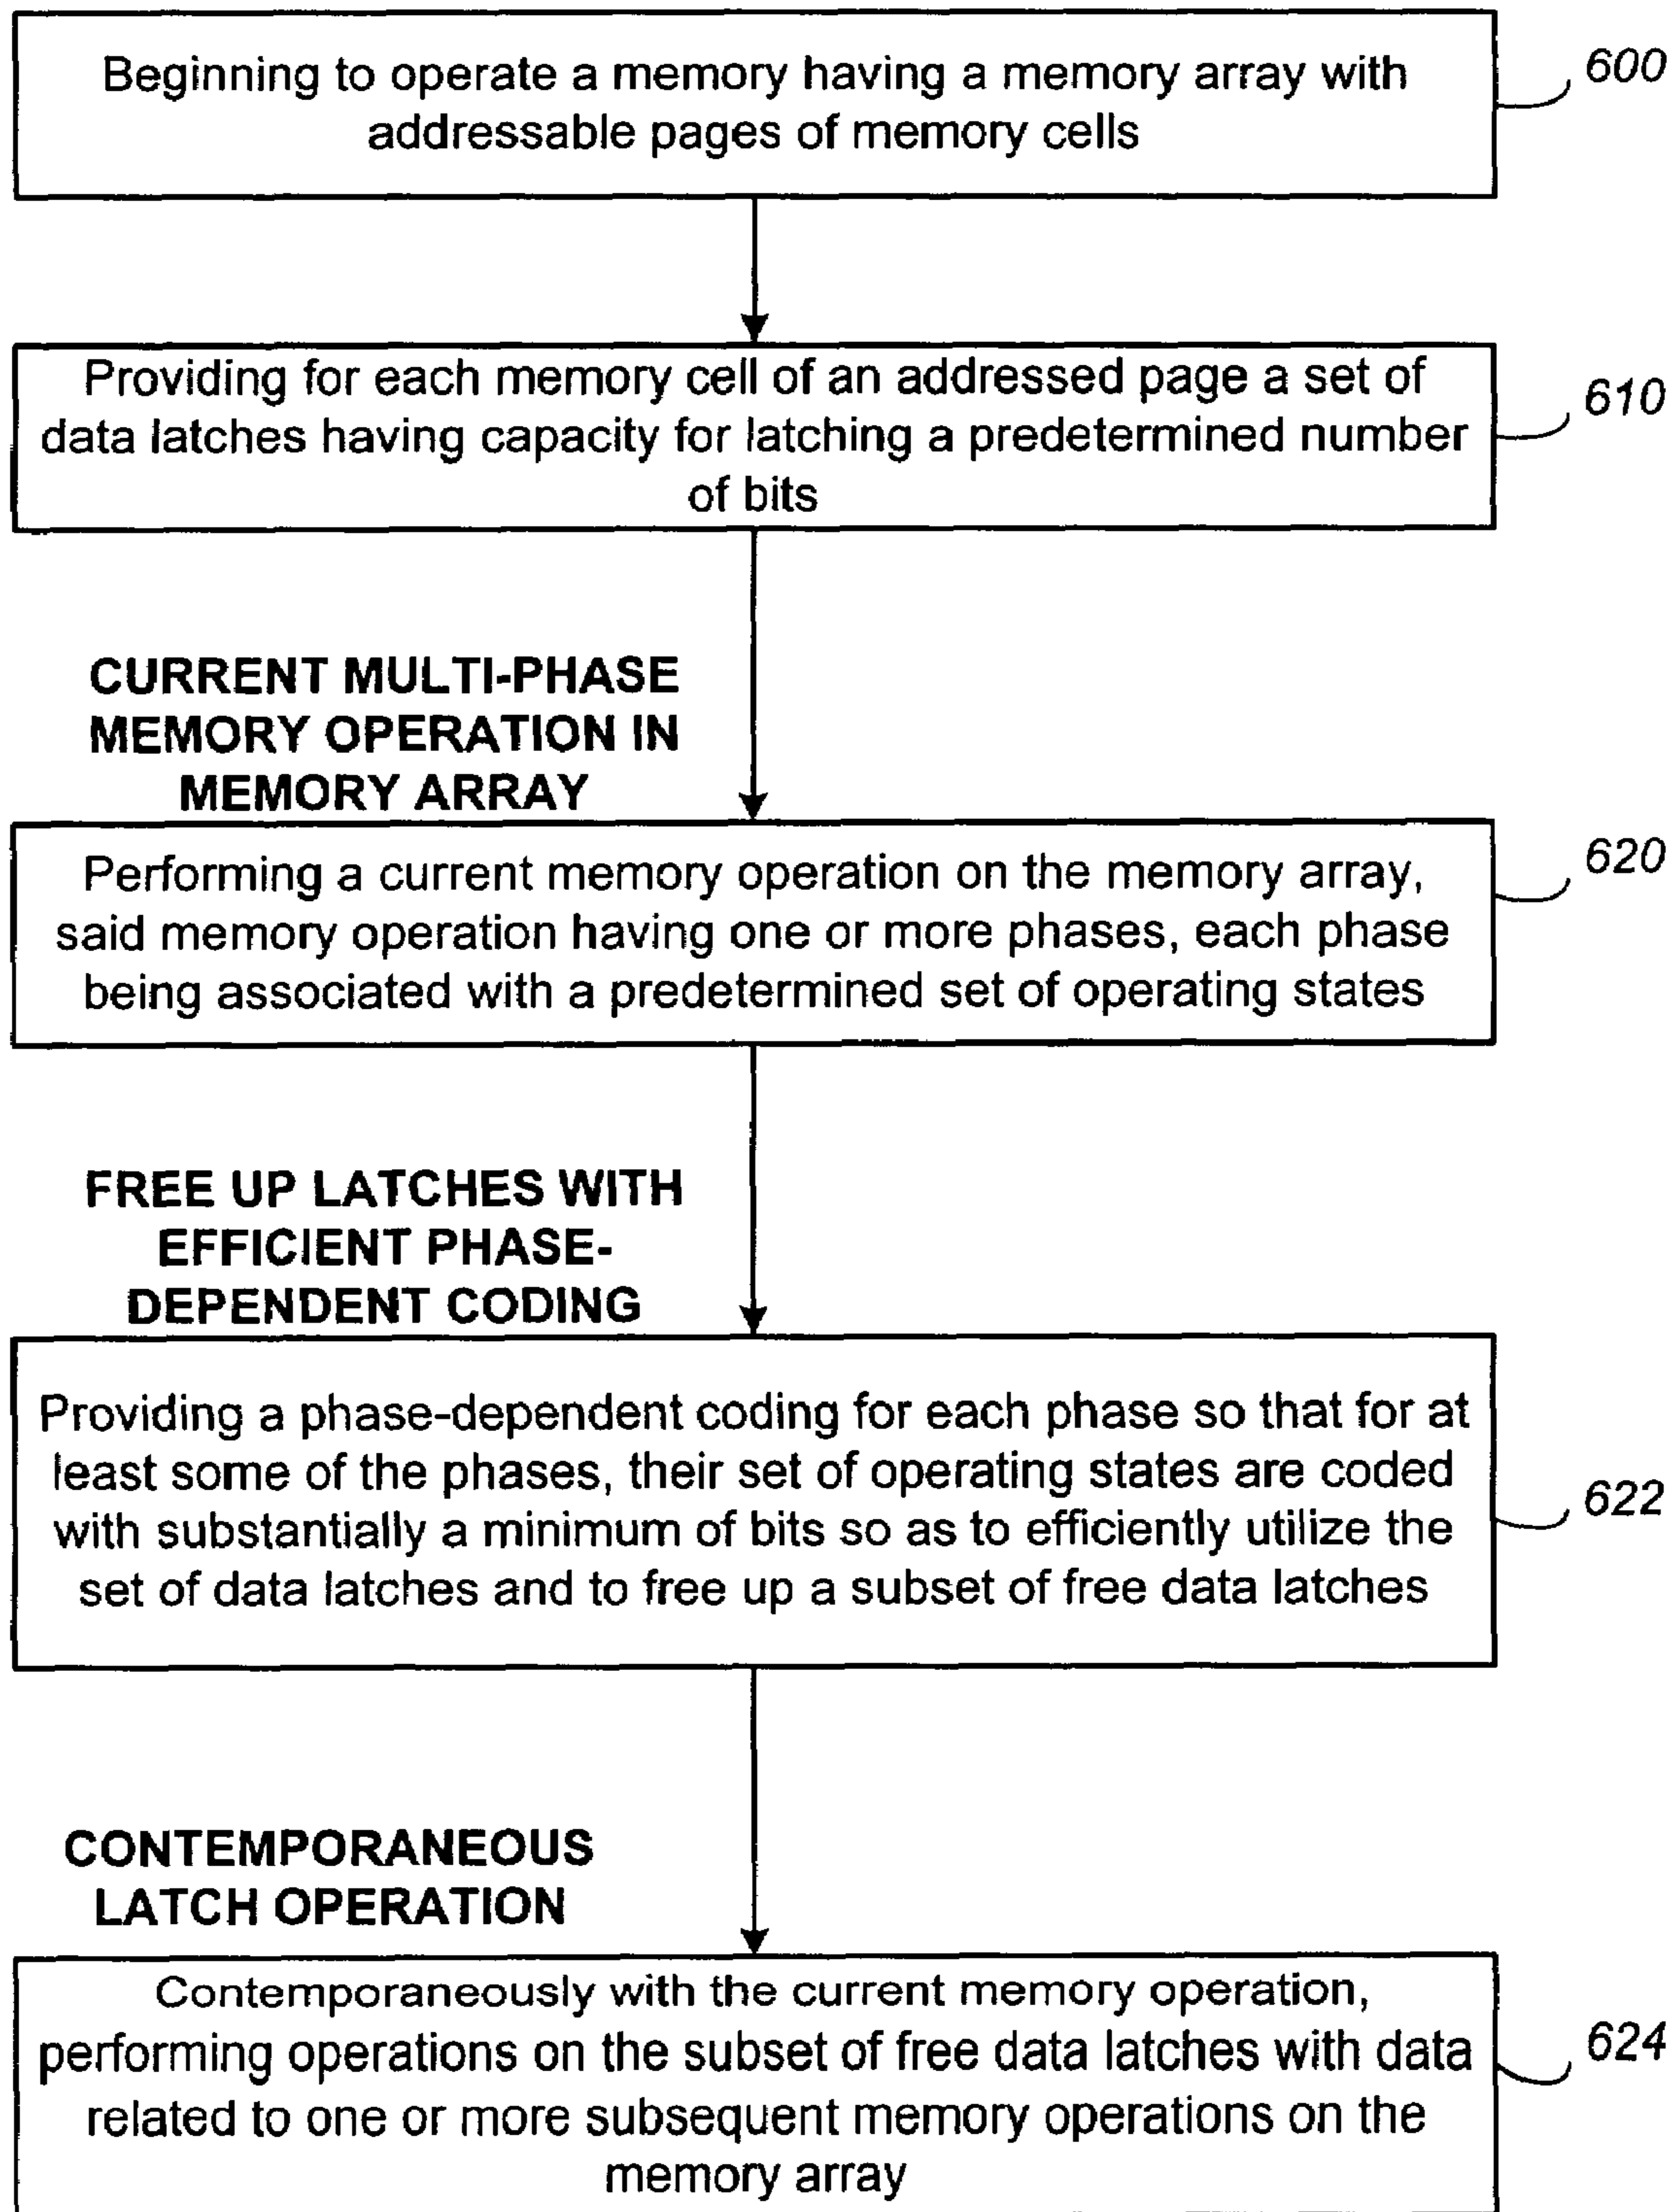 Beginning to operate a memory having a memory array with
addressable pages of memory cells
600
Providing for each memory cell of an addressed page a set of
data latches having capacity for latching a predetermined number
of bits
610
CURRENT MULTI-PHASE
MEMORY OPERATION IN
MEMORY ARRAY
Performing a current memory operation on the memory array,
said memory operation having one or more phases, each phase
being associated with a predetermined set of operating states
620
FREE UP LATCHES WITH
EFFICIENT PHASE-
DEPENDENT CODING
Providing a phase-dependent coding for each phase so that for at
least some of the phases, their set of operating states are coded
with substantially a minimum of bits so as to efficiently utilize the
set of data latches and to free up a subset of free data latches
622
CONTEMPORANEOUS
LATCH OPERATION
Contemporaneously with the current memory operation,
performing operations on the subset of free data latches with data
related to one or more subsequent memory operations on the
memory array
624